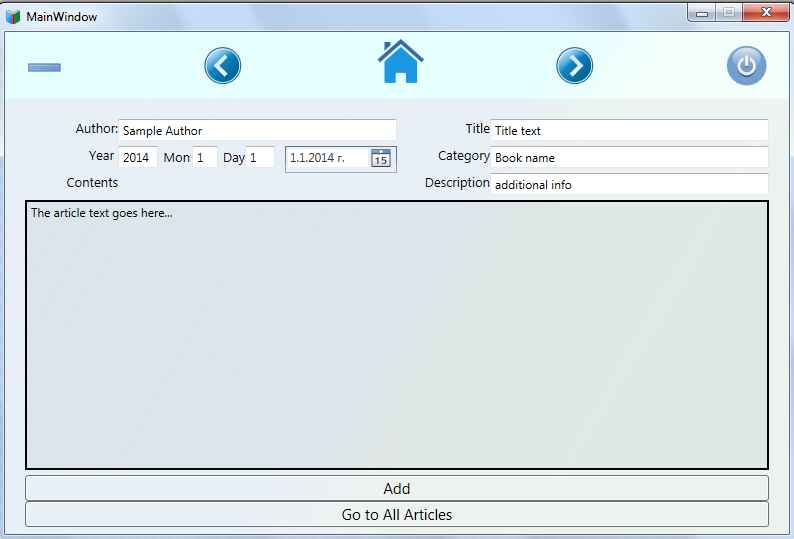 MainWindow
Author: Sample Author Title Title text
Year 2014 Mon 1 Day 1 1.1.2014 г. 15 Category Book name
Contents Description additional info
The article text goes here...
Add
Go to All Articles